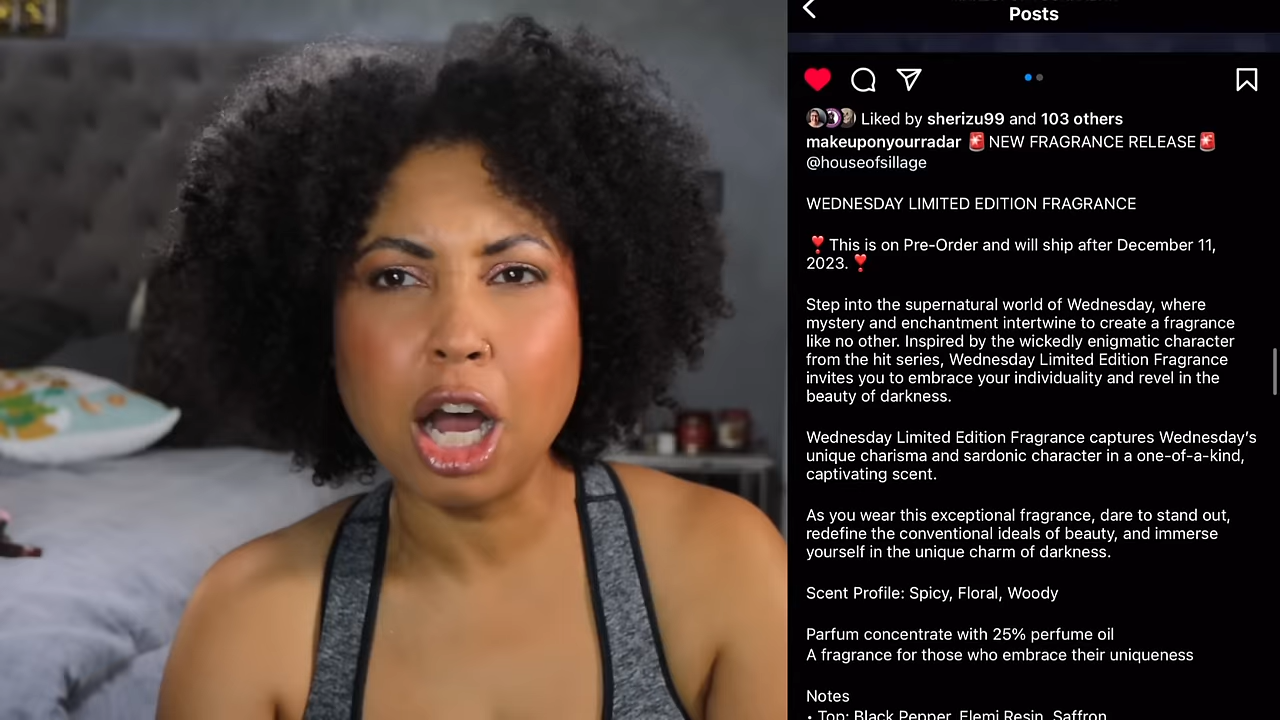 Posts
Liked by sherizu99 and 103 others
makeuponyourradar 🚨NEW FRAGRANCE RELEASE🚨
@houseofsillage
WEDNESDAY LIMITED EDITION FRAGRANCE
❣️This is on Pre-Order and will ship after December 11,
2023.❣️
Step into the supernatural world of Wednesday, where
mystery and enchantment intertwine to create a fragrance
like no other. Inspired by the wickedly enigmatic character
from the hit series, Wednesday Limited Edition Fragrance
invites you to embrace your individuality and revel in the
beauty of darkness.
Wednesday Limited Edition Fragrance captures Wednesday’s
unique charisma and sardonic character in a one-of-a-kind,
captivating scent.
As you wear this exceptional fragrance, dare to stand out,
redefine the conventional ideals of beauty, and immerse
yourself in the unique charm of darkness.
Scent Profile: Spicy, Floral, Woody
Parfum concentrate with 25% perfume oil
A fragrance for those who embrace their uniqueness
Notes
• Top: Black Pepper, Elemi Resin, Saffron